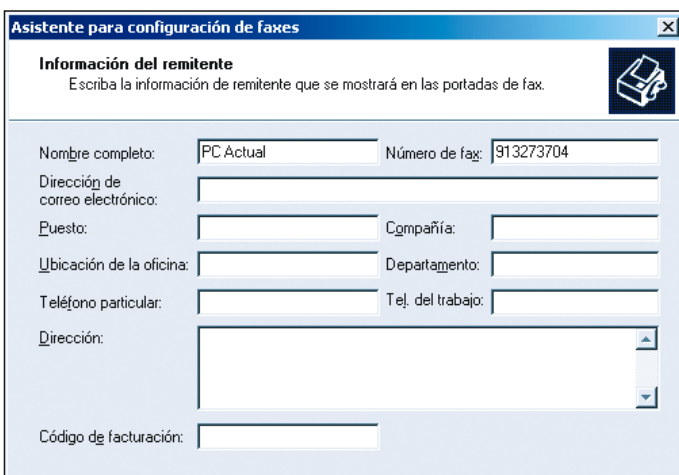 Asistente para configuración de faxes
Información del remitente
Escriba la información de remitente que se mostrará en las portadas de fax.
Nombre completo: PC Actual Número de fax: 913273704
Dirección de
correo electrónico:
Puesto: Compañía:
Ubicación de la oficina: Departamento:
Teléfono particular: Tel. del trabajo:
Dirección:
Código de facturación: